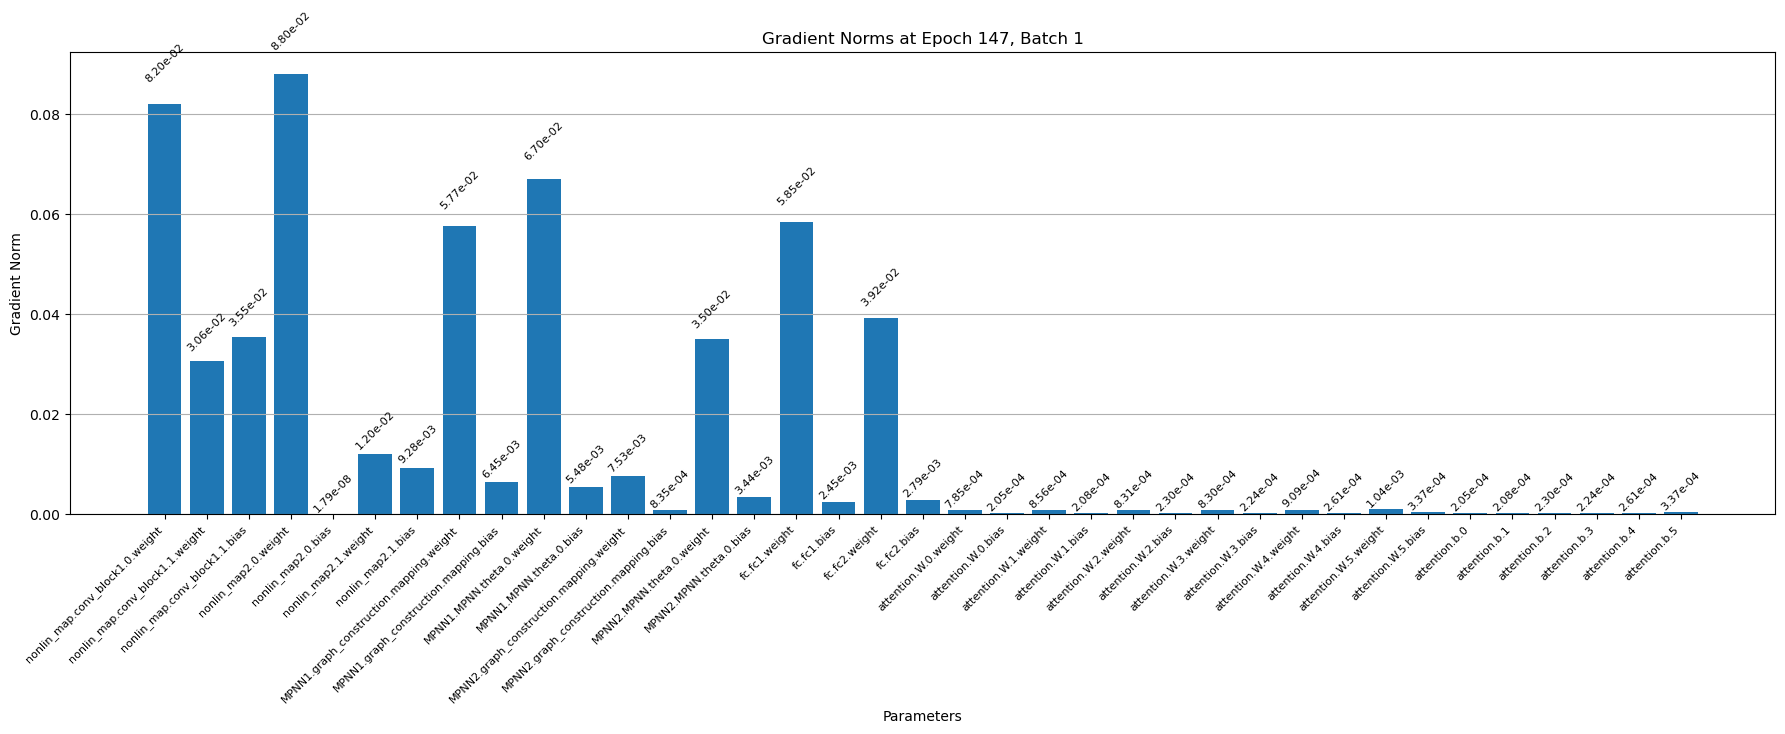 Gradient Norms at Epoch 147, Batch 1
Gradient Norm
0.08
0.06
0.04
0.02
0.00
8.20e-02
3.06e-02
3.55e-02
8.80e-02
1.79e-08
1.20e-02
9.28e-03
5.77e-02
6.45e-03
6.70e-02
5.48e-03
7.53e-03
8.35e-04
3.50e-02
3.44e-03
5.85e-02
2.45e-03
3.92e-02
2.79e-03
7.85e-04
2.05e-04
8.56e-04
2.08e-04
8.31e-04
2.30e-04
8.30e-04
2.24e-04
9.09e-04
2.61e-04
1.04e-03
3.37e-04
2.05e-04
2.08e-04
2.30e-04
2.24e-04
2.61e-04
3.37e-04
nonlin_map.conv_block1.0.weight
nonlin_map.conv_block1.1.weight
nonlin_map.conv_block1.1.bias
nonlin_map2.0.weight
nonlin_map2.0.bias
nonlin_map2.1.weight
nonlin_map2.1.bias
MPNN1.graph_construction.mapping.weight
MPNN1.graph_construction.mapping.bias
MPNN1.MPNN.theta.0.weight
MPNN1.MPNN.theta.0.bias
MPNN2.graph_construction.mapping.weight
MPNN2.graph_construction.mapping.bias
MPNN2.MPNN.theta.0.weight
MPNN2.MPNN.theta.0.bias
fc.fc1.weight
fc.fc1.bias
fc.fc2.weight
fc.fc2.bias
attention.W.0.weight
attention.W.0.bias
attention.W.1.weight
attention.W.1.bias
attention.W.2.weight
attention.W.2.bias
attention.W.3.weight
attention.W.3.bias
attention.W.4.weight
attention.W.4.bias
attention.W.5.weight
attention.W.5.bias
attention.b.0
attention.b.1
attention.b.2
attention.b.3
attention.b.4
attention.b.5
Parameters